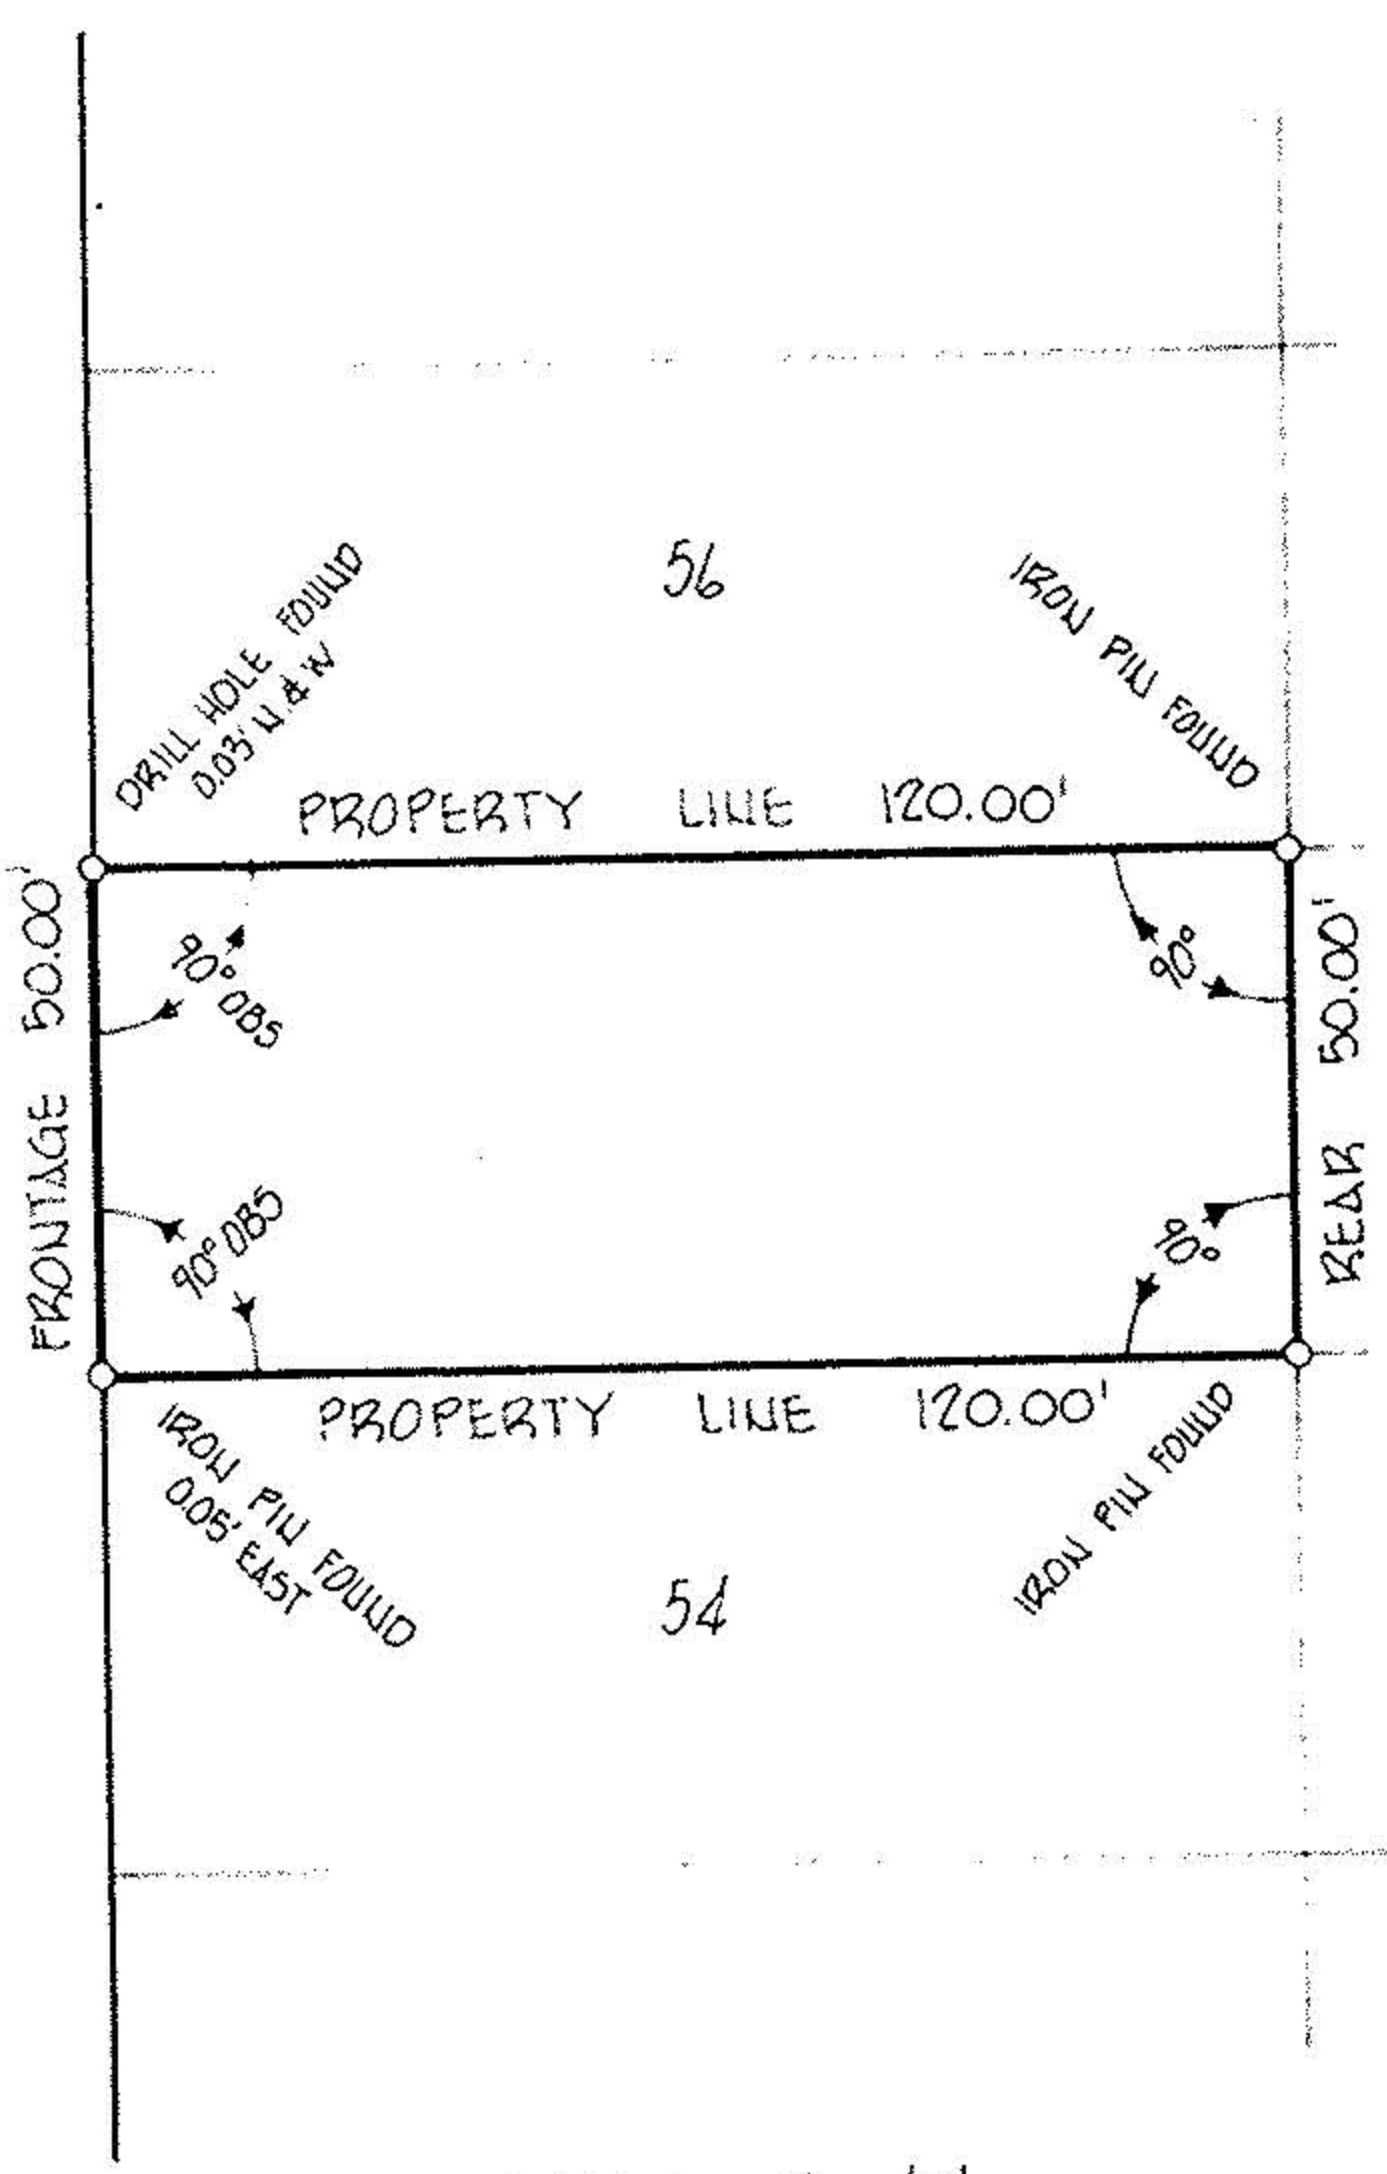 56
DRILL HOLE FOUND
0.03' N. & W
IRON PIN FOUND
PROPERTY LINE 120.00'
FRONTAGE 50.00'
90° OBS
90°
REAR 50.00'
90° OBS
90°
PROPERTY LINE 120.00'
IRON PIN FOUND
0.05' EAST
IRON PIN FOUND
54